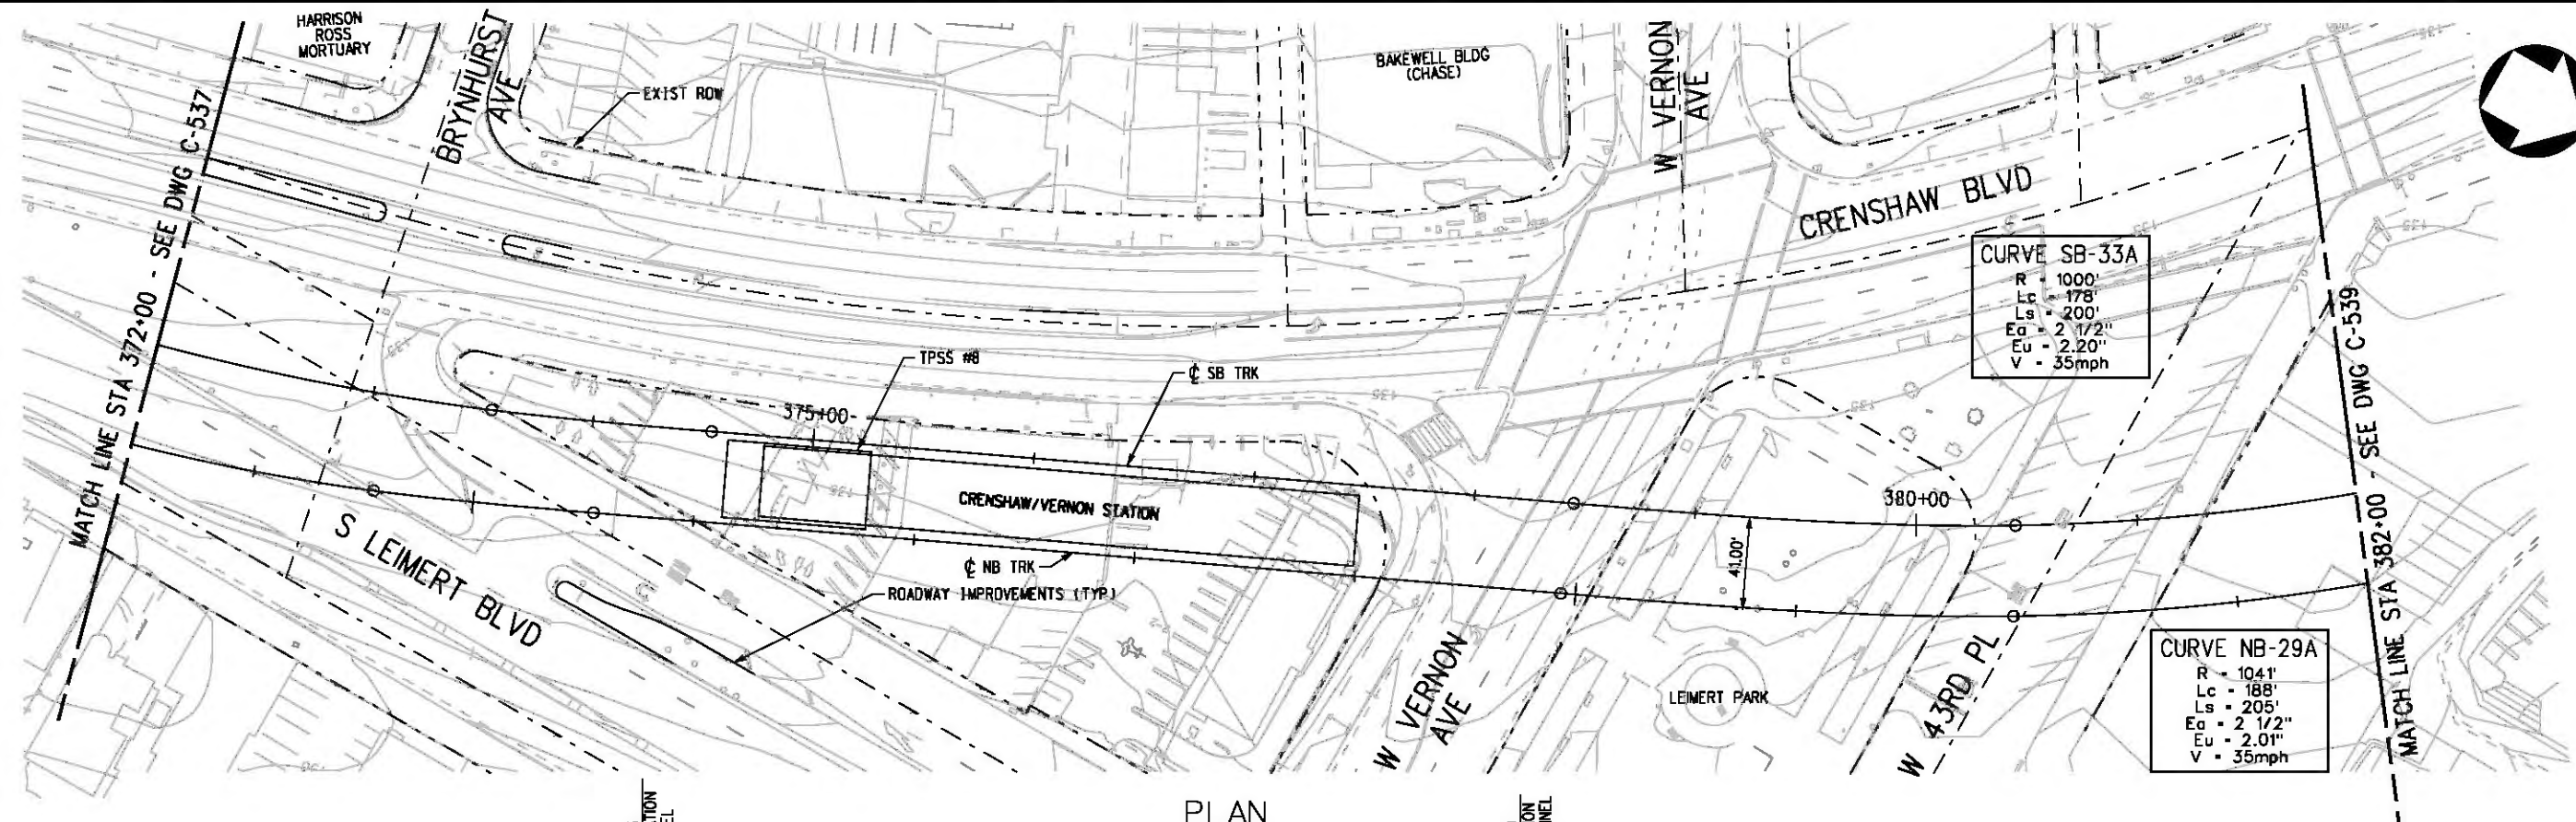 HARRISON
ROSS
MORTUARY
BRYNHURST
AVE
EXIST ROW
BAKEWELL BLDG
(CHASE)
W VERNON
AVE
CRENSHAW BLVD
MATCH LINE STA 372+00 - SEE DWG C-537
CURVE SB-33A
R = 1000'
Lc = 178'
Ls = 200'
Ea = 2 1/2"
Eu = 2.20"
V = 35mph
TPSS #8
℄ SB TRK
375+00
CRENSHAW/VERNON STATION
380+00
41.00'
℄ NB TRK
ROADWAY IMPROVEMENTS (TYP)
S LEIMERT BLVD
W VERNON
AVE
LEIMERT PARK
W 43RD PL
MATCH LINE STA 382+00 - SEE DWG C-539
CURVE NB-29A
R = 1041'
Lc = 188'
Ls = 205'
Ea = 2 1/2"
Eu = 2.01"
V = 35mph
PLAN